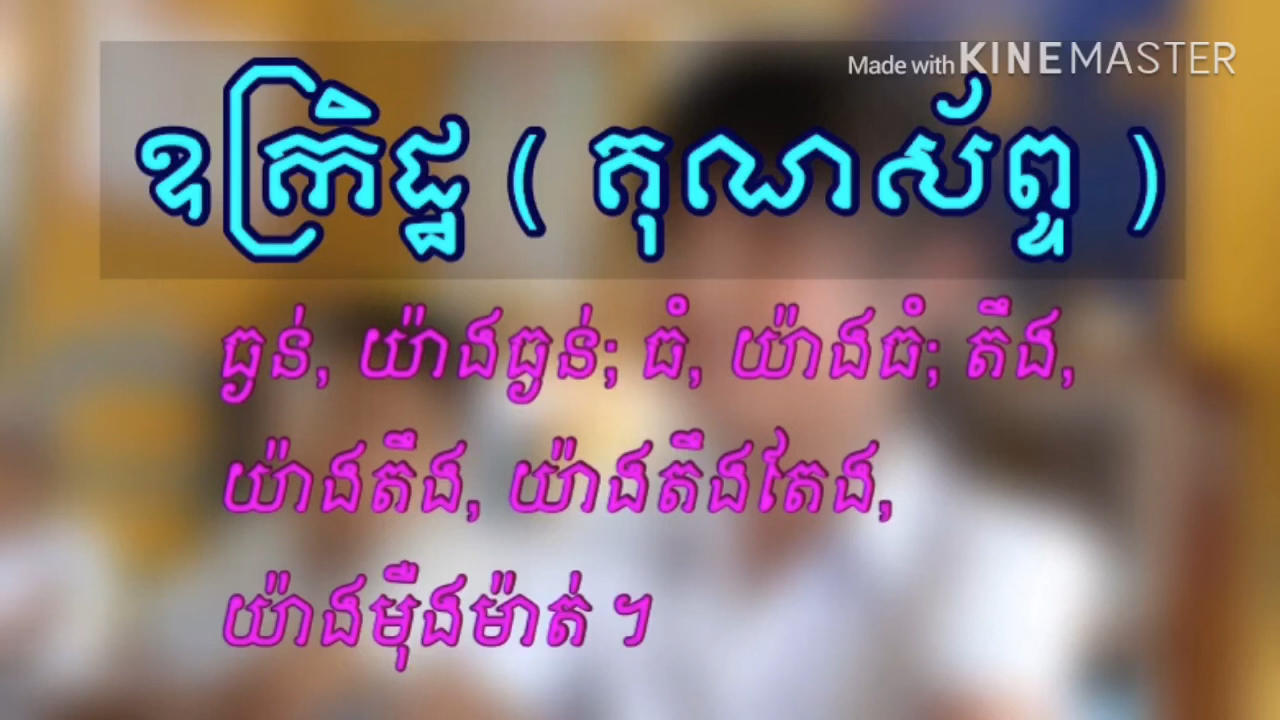 Made with KINEMASTER
ឧក្រិដ្ឋ ( គុណស័ព្ទ )
ធ្ងន់, យ៉ាងធ្ងន់; ធំ, យ៉ាងធំ; តឹង,
យ៉ាងតឹង, យ៉ាងតឹងតែង,
យ៉ាងម៉ឺងម៉ាត់ ។